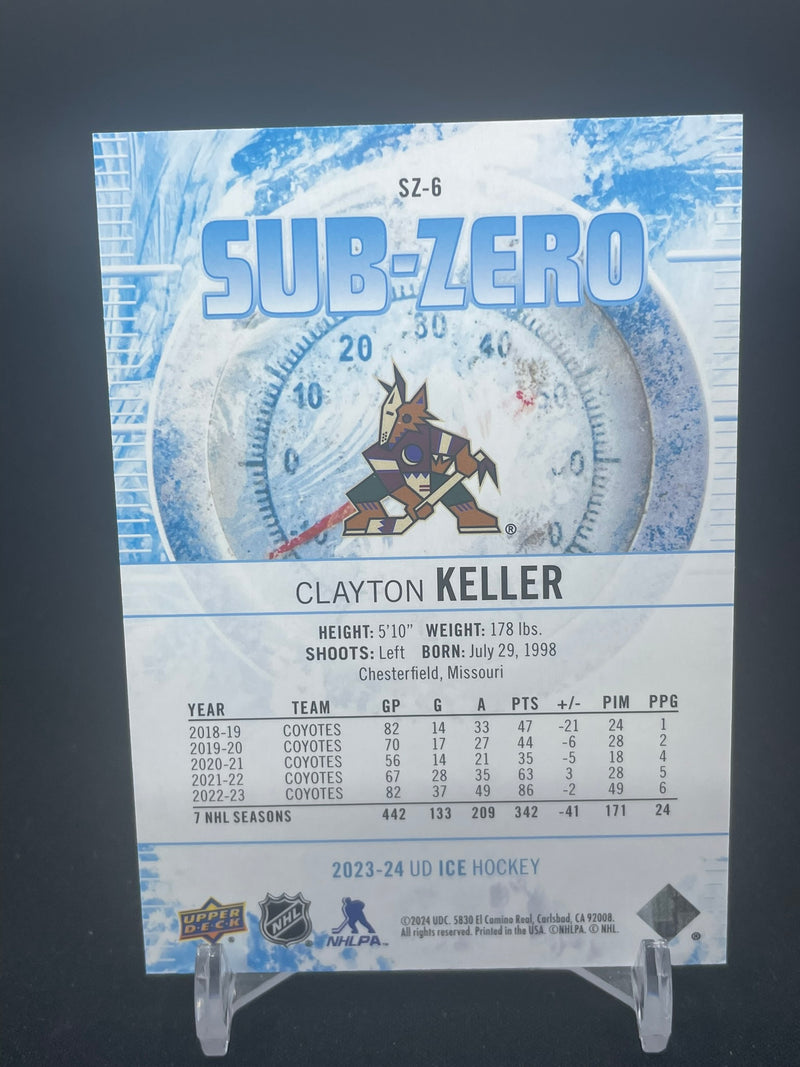 SZ-6
SUB-ZERO
30
20 40
10 50
0
CLAYTON KELLER
HEIGHT: 5'10" WEIGHT: 178 lbs.
SHOOTS: Left BORN: July 29, 1998
Chesterfield, Missouri
YEAR TEAM GP G A PTS +/- PIM PPG
2018-19 COYOTES 82 14 33 47 -21 24 1
2019-20 COYOTES 70 17 27 44 -6 28 2
2020-21 COYOTES 56 14 21 35 -5 18 4
2021-22 COYOTES 67 28 35 63 3 28 5
2022-23 COYOTES 82 37 49 86 -2 49 6
7 NHL SEASONS 442 133 209 342 -41 171 24
2023-24 UD ICE HOCKEY
UPPER
D·E·C·K
NHL
NHLPA
©2024 UDC. 5830 El Camino Real, Carlsbad, CA 92008.
All rights reserved. Printed in the USA. ©NHLPA. © NHL.